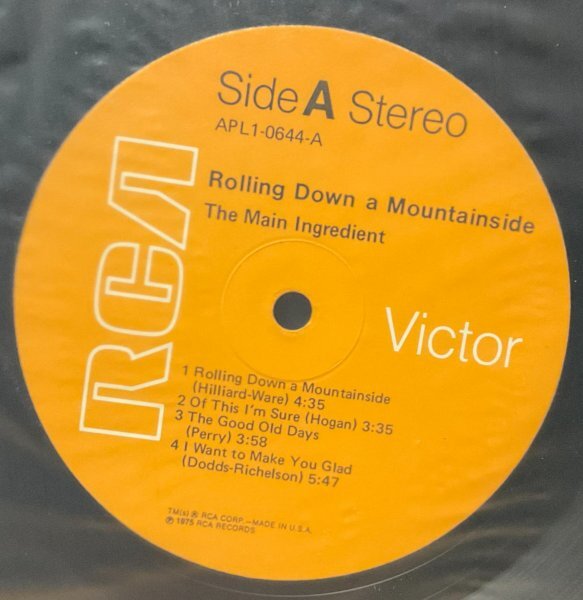 Side A Stereo
APL1-0644-A
RCA
Rolling Down a Mountainside
The Main Ingredient
Victor
1 Rolling Down a Mountainside
(Hilliard-Ware) 4:35
2 Of This I'm Sure (Hogan) 3:35
3 The Good Old Days
(Perry) 3:58
4 I Want to Make You Glad
(Dodds-Richelson) 5:47
TM(s) ® RCA CORP.—MADE IN U.S.A.
℗ 1975 RCA RECORDS